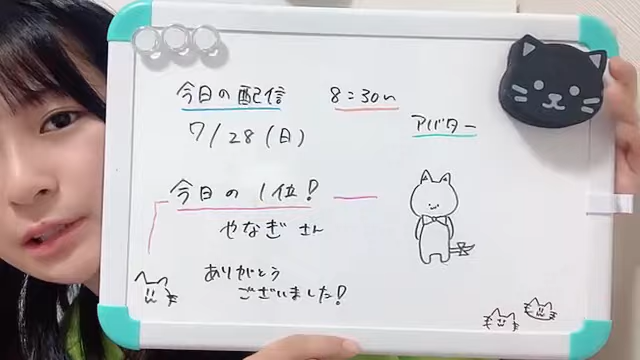 今日の配信 8:30〜
7/28(日)
アバター
今日の1位!
やなぎさん
ありがとう
ございました!